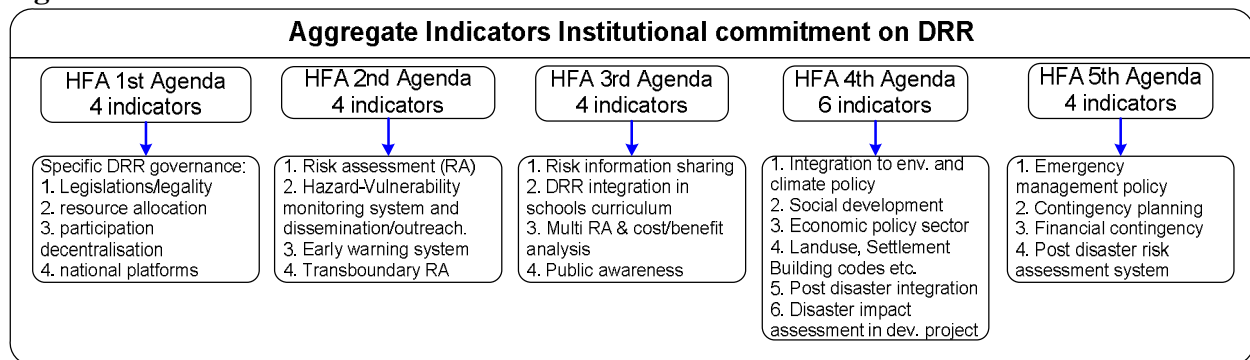 Aggregate Indicators Institutional commitment on DRR
HFA 1st Agenda
4 indicators
Specific DRR governance:
1. Legislations/legality
2. resource allocation
3. participation
decentralisation
4. national platforms
HFA 2nd Agenda
4 indicators
1. Risk assessment (RA)
2. Hazard-Vulnerability
monitoring system and
dissemination/outreach.
3. Early warning system
4. Transboundary RA
HFA 3rd Agenda
4 indicators
1. Risk information sharing
2. DRR integration in
schools curriculum
3. Multi RA & cost/benefit
analysis
4. Public awareness
HFA 4th Agenda
6 indicators
1. Integration to env. and
climate policy
2. Social development
3. Economic policy sector
4. Landuse, Settlement
Building codes etc.
5. Post disaster integration
6. Disaster impact
assessment in dev. project
HFA 5th Agenda
4 indicators
1. Emergency
management policy
2. Contingency planning
3. Financial contingency
4. Post disaster risk
assessment system